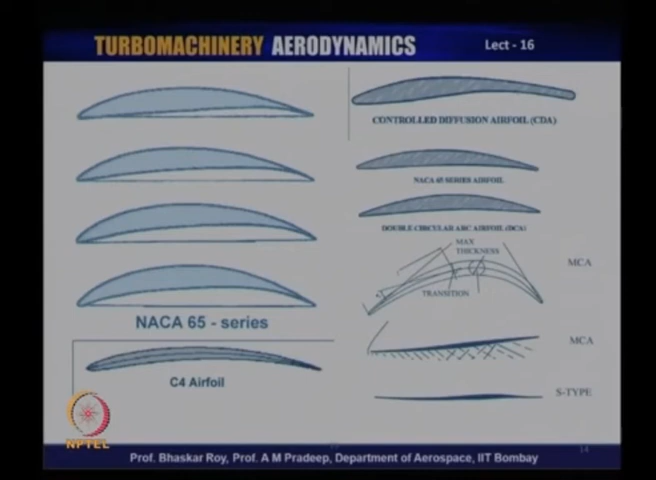 TURBOMACHINERY AERODYNAMICS
Lect - 16
CONTROLLED DIFFUSION AIRFOIL (CDA)
NACA 65 SERIES AIRFOIL
DOUBLE CIRCULAR ARC AIRFOIL (DCA)
MAX
THICKNESS
MCA
TRANSITION
NACA 65 - series
MCA
C4 Airfoil
S-TYPE
NPTEL
14
Prof. Bhaskar Roy, Prof. A M Pradeep, Department of Aerospace, IIT Bombay